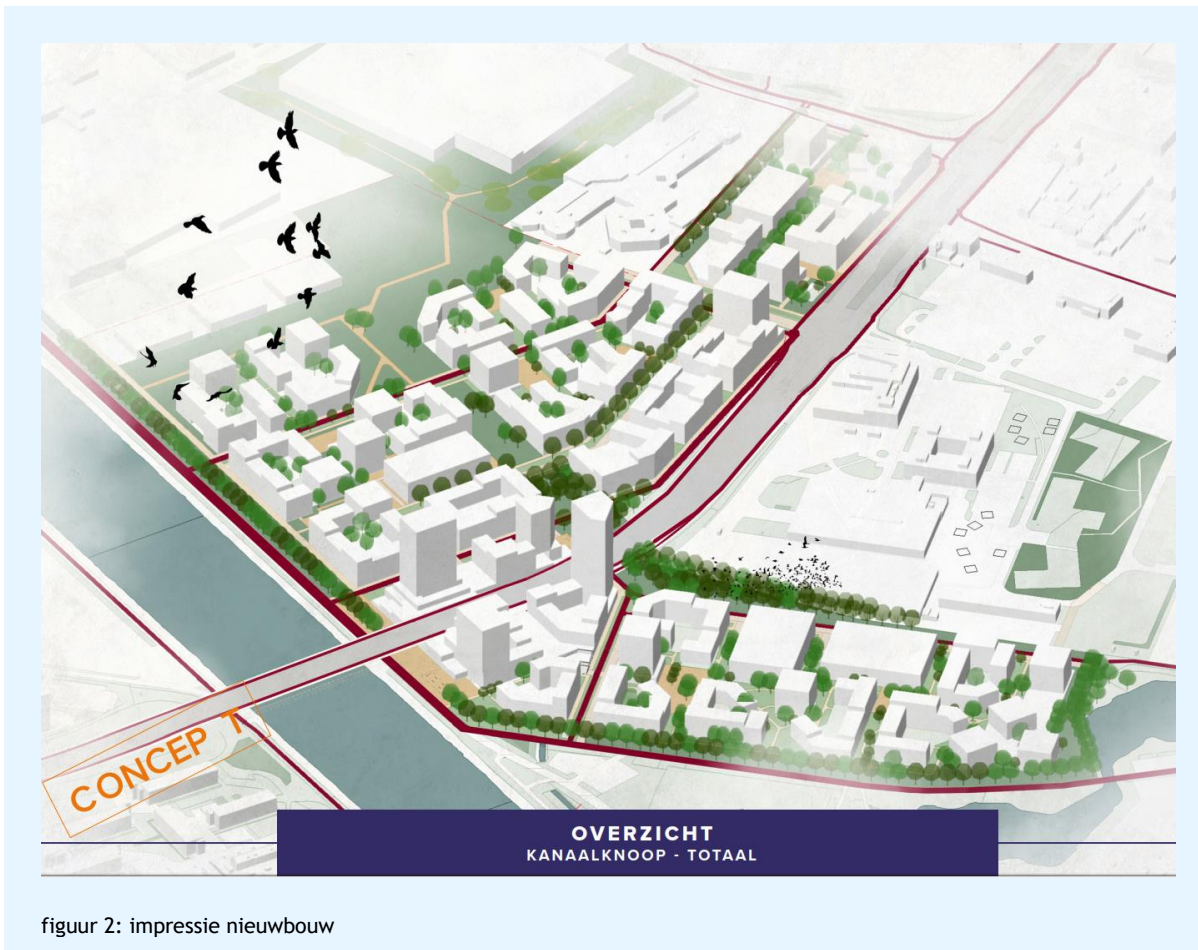 CONCEP T
OVERZICHT
KANAALKNOOP - TOTAAL
figuur 2: impressie nieuwbouw